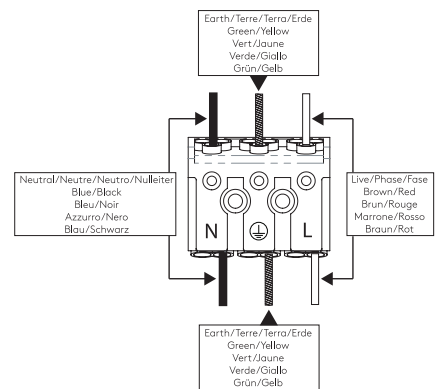 Earth/Terre/Terra/Erde
Green/Yellow
Vert/Jaune
Verde/Giallo
Grün/Gelb
Neutral/Neutre/Neutro/Nulleiter
Blue/Black
Bleu/Noir
Azzurro/Nero
Blau/Schwarz
N
L
Live/Phase/Fase
Brown/Red
Brun/Rouge
Marrone/Rosso
Braun/Rot
Earth/Terre/Terra/Erde
Green/Yellow
Vert/Jaune
Verde/Giallo
Grün/Gelb